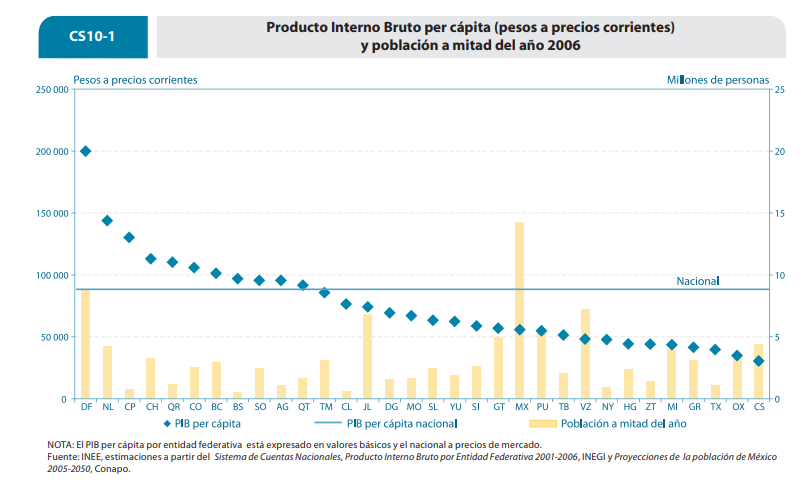 CS10-1
Producto Interno Bruto per cápita (pesos a precios corrientes)
y población a mitad del año 2006
Pesos a precios corrientes
Millones de personas
250 000
25
200 000
20
150 000
15
100 000
10
Nacional
50 000
5
0
0
DF NL CP CH QR CO BC BS SO AG QT TM CL JL DG MO SL YU SI GT MX PU TB VZ NY HG ZT MI GR TX OX CS
PIB per cápita
PIB per cápita nacional
Población a mitad del año
NOTA: El PIB per cápita por entidad federativa está expresado en valores básicos y el nacional a precios de mercado.
Fuente: INEE, estimaciones a partir del Sistema de Cuentas Nacionales, Producto Interno Bruto por Entidad Federativa 2001-2006, INEGI y Proyecciones de la población de México
2005-2050, Conapo.